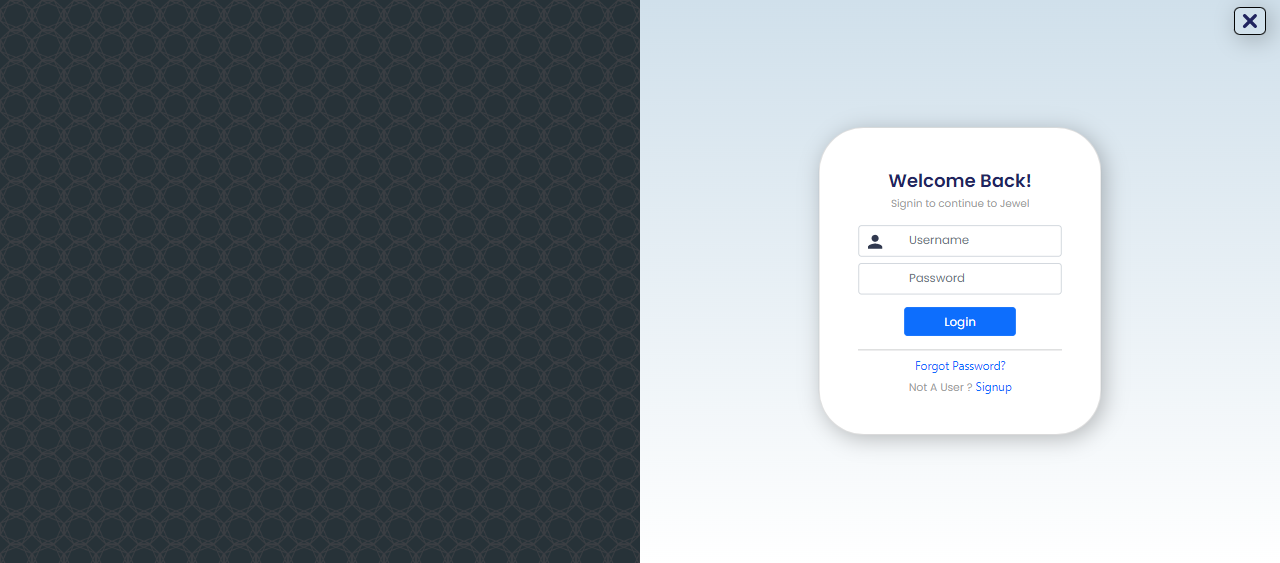 Welcome Back!
Signin to continue to Jewel
Username
Password
Login
Forgot Password?
Not A User ? Signup